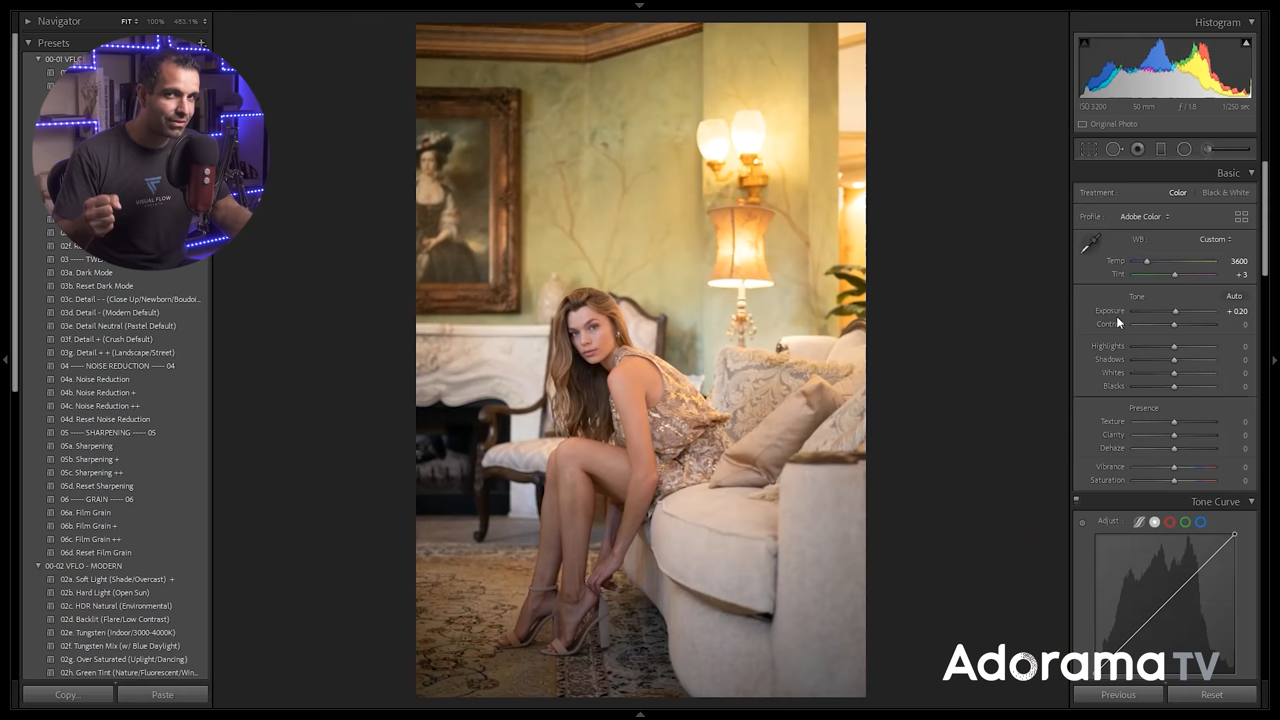 Navigator FIT 100% 483.1%
Presets +
00-01 VFLO
VISUAL FLOW
03 ----- TWE
03a. Dark Mode
03b. Reset Dark Mode
03c. Detail - - (Close Up/Newborn/Boudoi...
03d. Detail - (Modern Default)
03e. Detail Neutral (Pastel Default)
03f. Detail + (Crush Default)
03g. Detail + + (Landscape/Street)
04 ----- NOISE REDUCTION ----- 04
04a. Noise Reduction
04b. Noise Reduction +
04c. Noise Reduction ++
04d. Reset Noise Reduction
05 ----- SHARPENING ----- 05
05a. Sharpening
05b. Sharpening +
05c. Sharpening ++
05d. Reset Sharpening
06 ----- GRAIN ----- 06
06a. Film Grain
06b. Film Grain +
06c. Film Grain ++
06d. Reset Film Grain
00-02 VFLO - MODERN
02a. Soft Light (Shade/Overcast) +
02b. Hard Light (Open Sun)
02c. HDR Natural (Environmental)
02d. Backlit (Flare/Low Contrast)
02e. Tungsten (Indoor/3000-4000K)
02f. Tungsten Mix (w/ Blue Daylight)
02g. Over Saturated (Uplight/Dancing)
02h. Green Tint (Nature/Fluorescent/Win...
Copy... Paste
Histogram
ISO 3200 50 mm ƒ / 1.8 1/250 sec
Original Photo
Basic
Treatment : Color Black & White
Profile : Adobe Color
WB : Custom
Temp 3600
Tint + 3
Tone Auto
Exposure + 0.20
Contr 0
Highlights 0
Shadows 0
Whites 0
Blacks 0
Presence
Texture 0
Clarity 0
Dehaze 0
Vibrance 0
Saturation 0
Tone Curve
Adjust :
Adorama TV
Previous Reset